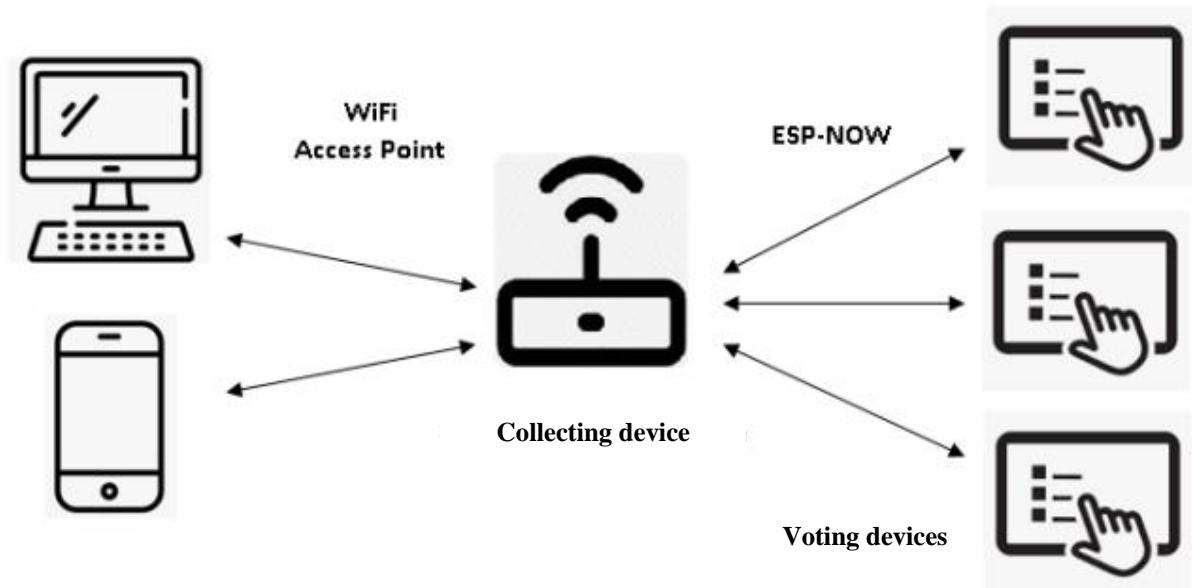 WiFi
Access Point
ESP-NOW
Collecting device
Voting devices